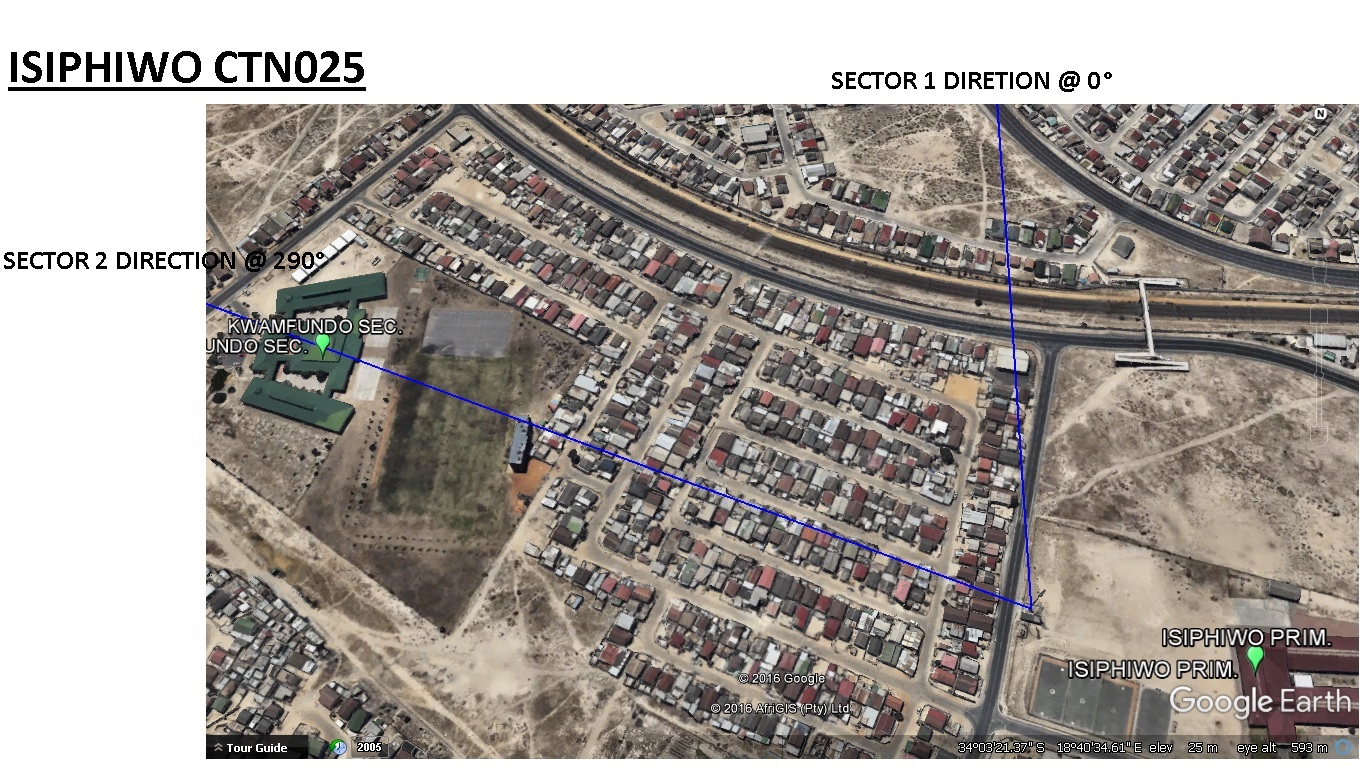 ISIPHIWO CTN025
SECTOR 1 DIRETION @ 0°
N
SECTOR 2 DIRECTION @ 290°
KWAMFUNDO SEC.
UNDO SEC.
ISIPHIWO PRIM.
ISIPHIWO PRIM.
© 2016 Google
Google Earth
© 2016 AfriGIS (Pty) Ltd.
Tour Guide
2005
34°03'21.37" S 18°40'34.61" E elev 25 m eye alt 593 m